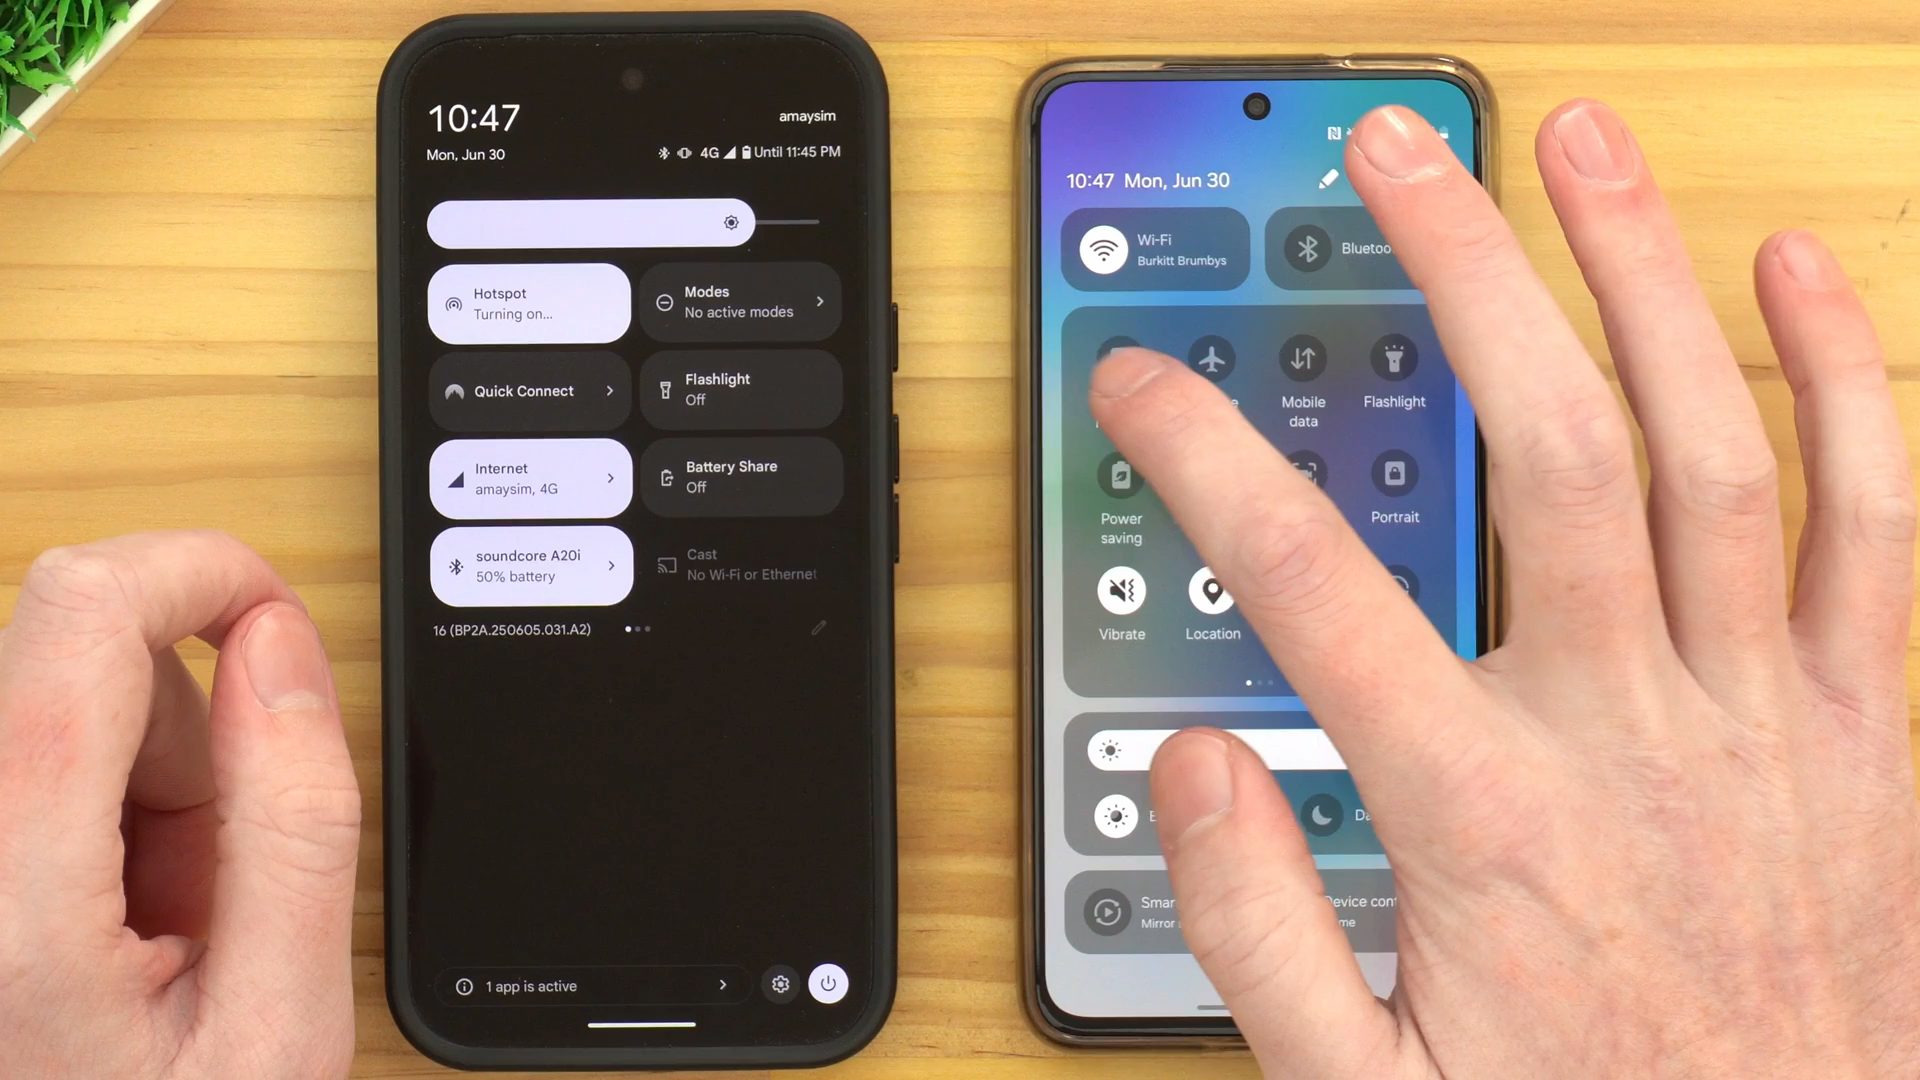 10:47
amaysim
Mon, Jun 30
4G
Until 11:45 PM
Hotspot
Turning on...
Modes
No active modes
Quick Connect
Flashlight
Off
Internet
amaysim, 4G
Battery Share
Off
soundcore A20i
50% battery
Cast
No Wi-Fi or Ethernet
16 (BP2A.250605.031.A2)
1 app is active
10:47 Mon, Jun 30
Wi-Fi
Burkitt Brumbys
Bluetoo
Mobile
data
Flashlight
Power
saving
Portrait
Vibrate
Location
Smar
Mirror
Device cont